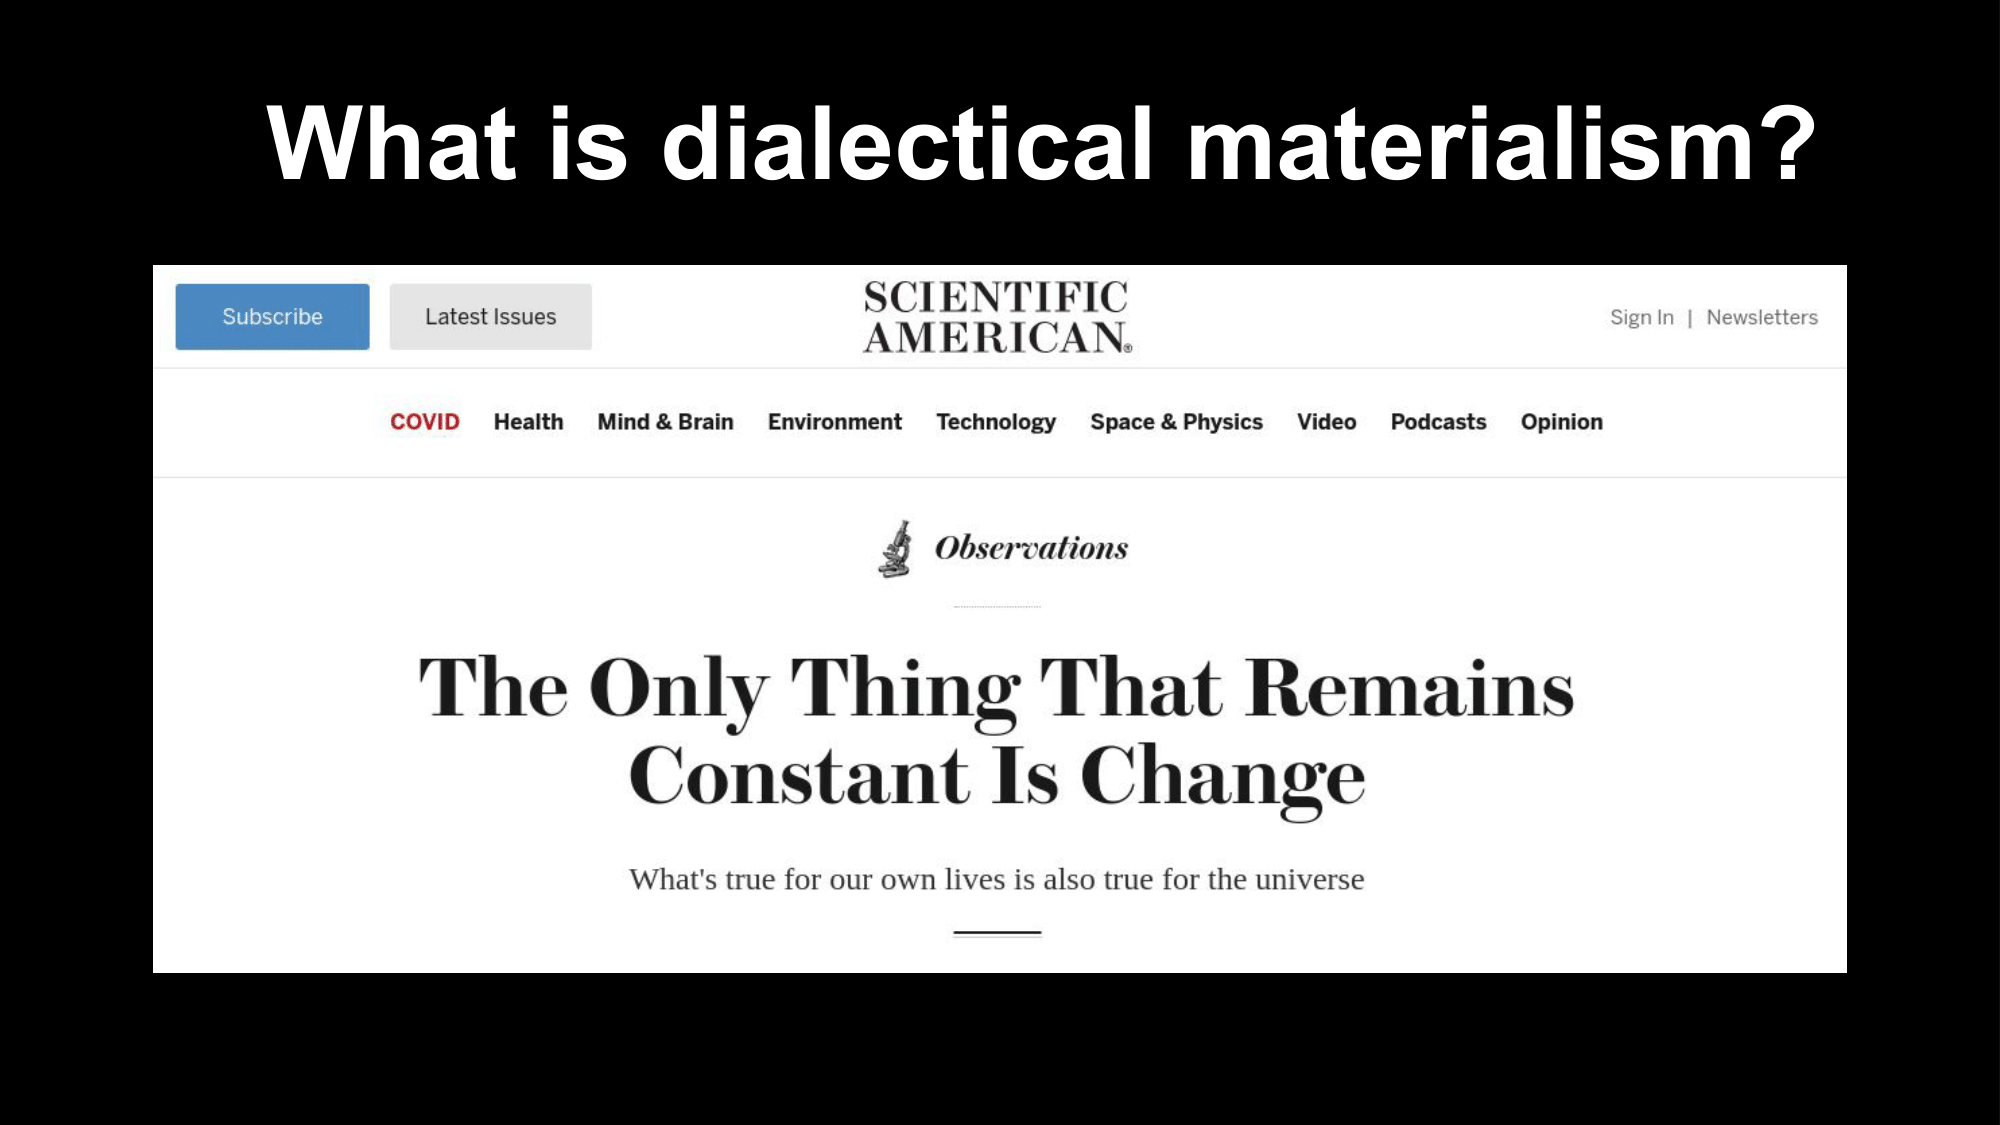 What is dialectical materialism?
Subscribe
Latest Issues
SCIENTIFIC
AMERICAN®
Sign In | Newsletters
COVID Health Mind & Brain Environment Technology Space & Physics Video Podcasts Opinion
Observations
The Only Thing That Remains
Constant Is Change
What's true for our own lives is also true for the universe